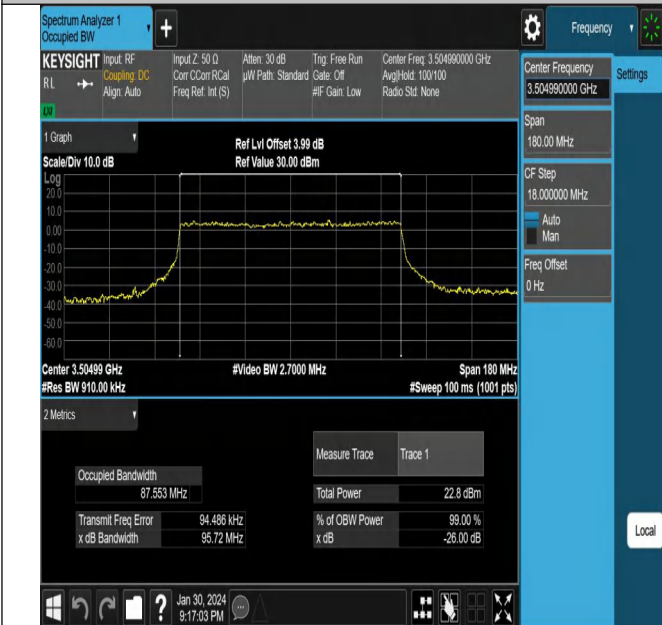 Spectrum Analyzer 1
Occupied BW
+
Frequency
KEYSIGHT
RL
Input: RF
Coupling: DC
Align: Auto
Input Z: 50 Ω
Corr CCorr RCal
Freq Ref: Int (S)
Atten: 30 dB
µW Path: Standard
Trig: Free Run
Gate: Off
#IF Gain: Low
Center Freq: 3.504990000 GHz
Avg|Hold: 100/100
Radio Std: None
Center Frequency
3.504990000 GHz
Settings
Span
180.00 MHz
CF Step
18.000000 MHz
Auto
Man
Freq Offset
0 Hz
1 Graph
Scale/Div 10.0 dB
Ref Lvl Offset 3.99 dB
Ref Value 30.00 dBm
Log
20.0
10.0
0.00
-10.0
-20.0
-30.0
-40.0
-50.0
-60.0
Center 3.50499 GHz
#Video BW 2.7000 MHz
Span 180 MHz
#Res BW 910.00 kHz
#Sweep 100 ms (1001 pts)
2 Metrics
Measure Trace
Trace 1
Occupied Bandwidth
87.553 MHz
Total Power
22.8 dBm
Transmit Freq Error
94.486 kHz
% of OBW Power
99.00 %
x dB Bandwidth
95.72 MHz
x dB
-26.00 dB
Local
?
Jan 30, 2024
9:17:03 PM